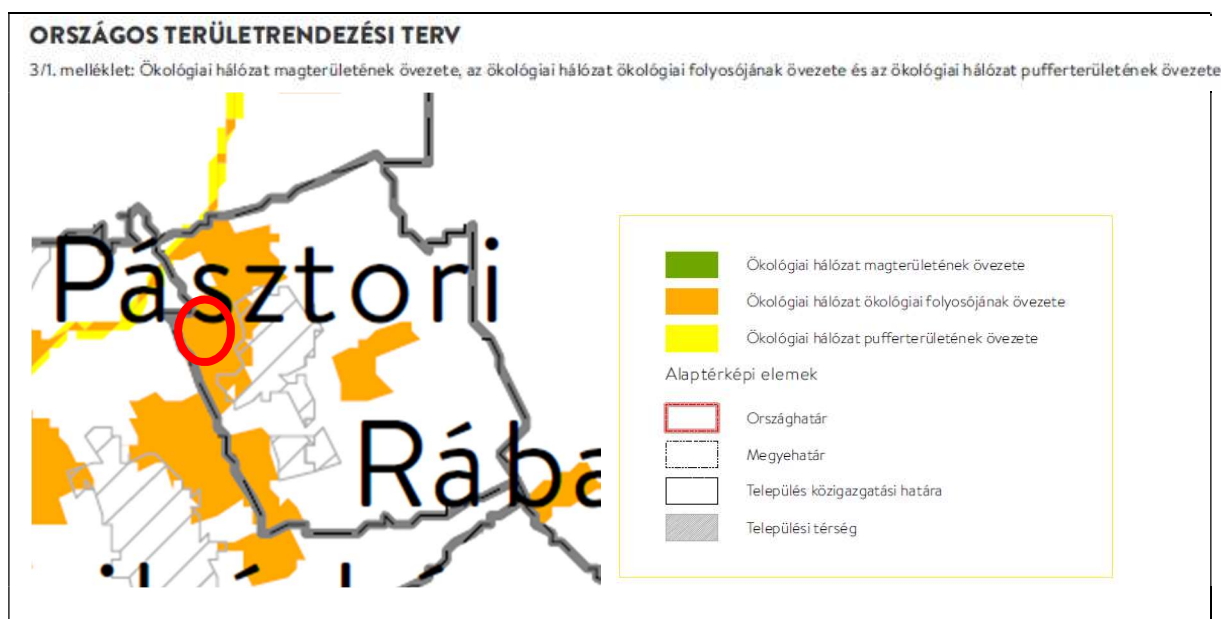 ORSZÁGOS TERÜLETRENDEZÉSI TERV
3/1. melléklet: Ökológiai hálózat magterületének övezete, az ökológiai hálózat ökológiai folyosójának övezete és az ökológiai hálózat pufferterületének övezete
Pásztori
Rába
Ökológiai hálózat magterületének övezete
Ökológiai hálózat ökológiai folyosójának övezete
Ökológiai hálózat pufferterületének övezete
Alaptérképi elemek
Országhatár
Megyehatár
Település közigazgatási határa
Települési térség